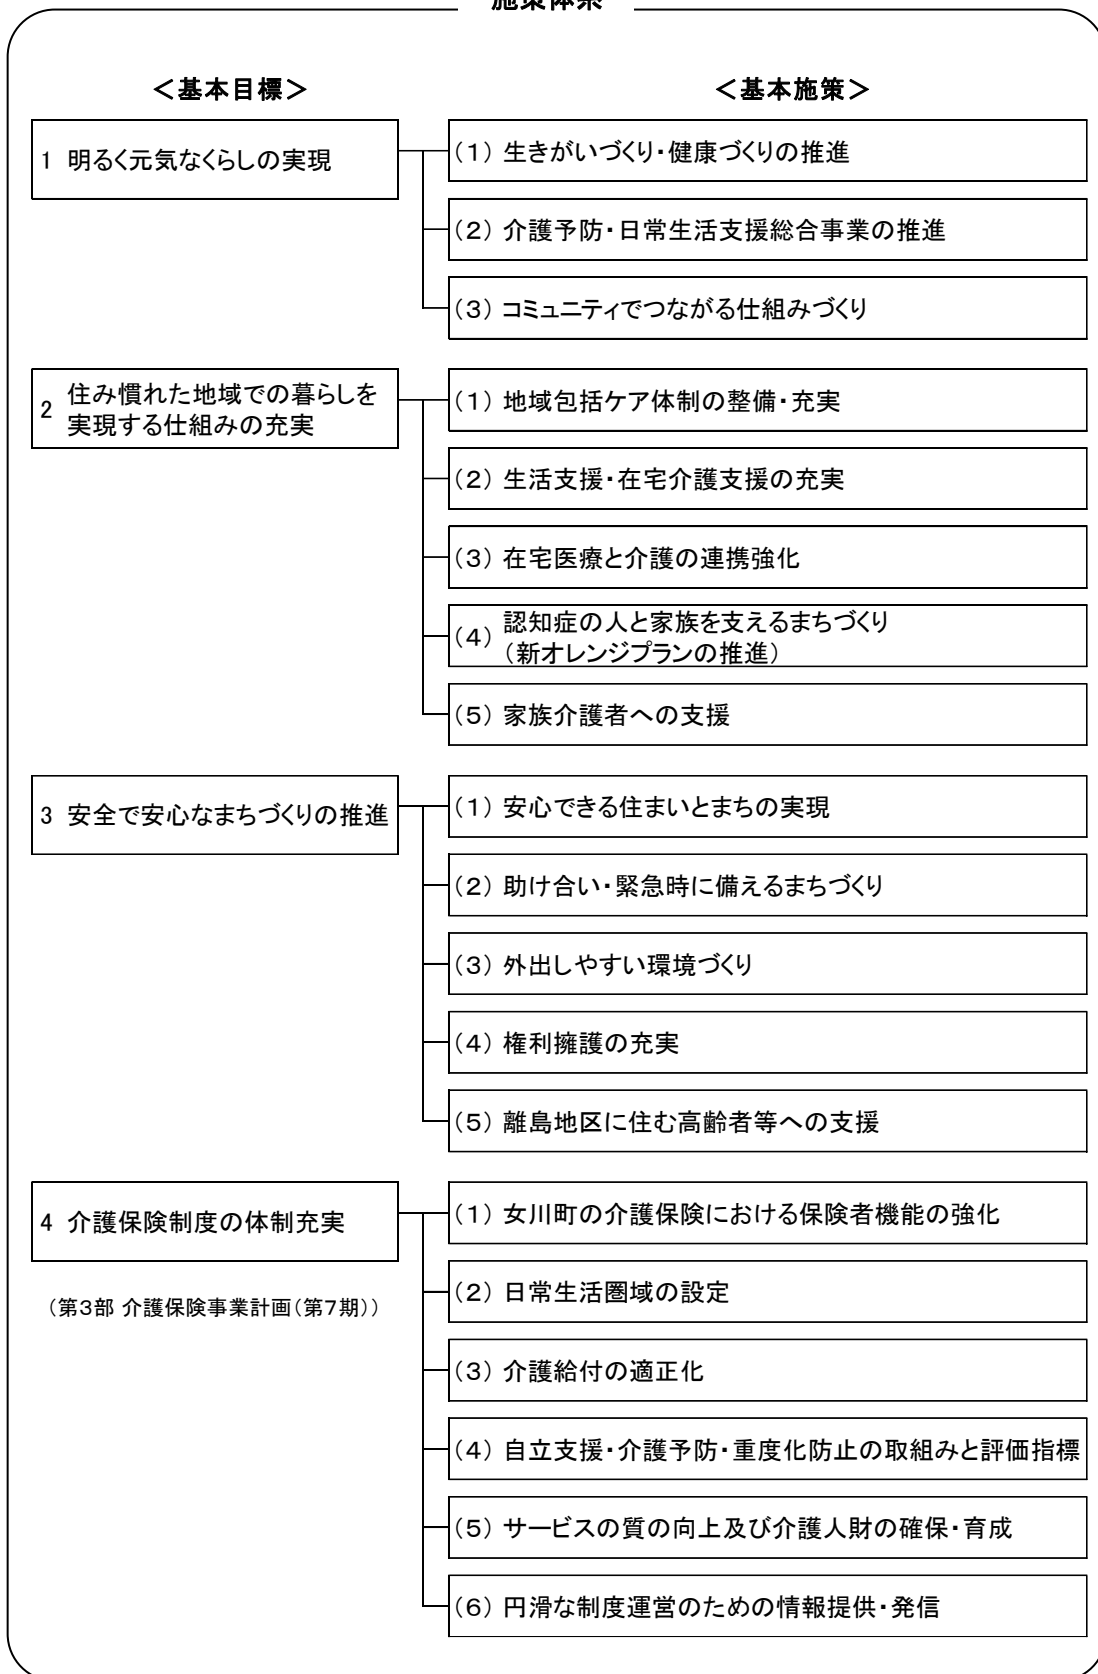 施策体系
＜基本目標＞
＜基本施策＞
1 明るく元気なくらしの実現
（1）生きがいづくり・健康づくりの推進
（2）介護予防・日常生活支援総合事業の推進
（3）コミュニティでつながる仕組みづくり
2 住み慣れた地域での暮らしを
実現する仕組みの充実
（1）地域包括ケア体制の整備・充実
（2）生活支援・在宅介護支援の充実
（3）在宅医療と介護の連携強化
（4）認知症の人と家族を支えるまちづくり
（新オレンジプランの推進）
（5）家族介護者への支援
3 安全で安心なまちづくりの推進
（1）安心できる住まいとまちの実現
（2）助け合い・緊急時に備えるまちづくり
（3）外出しやすい環境づくり
（4）権利擁護の充実
（5）離島地区に住む高齢者等への支援
4 介護保険制度の体制充実
（第3部 介護保険事業計画（第7期））
（1）女川町の介護保険における保険者機能の強化
（2）日常生活圏域の設定
（3）介護給付の適正化
（4）自立支援・介護予防・重度化防止の取組みと評価指標
（5）サービスの質の向上及び介護人財の確保・育成
（6）円滑な制度運営のための情報提供・発信